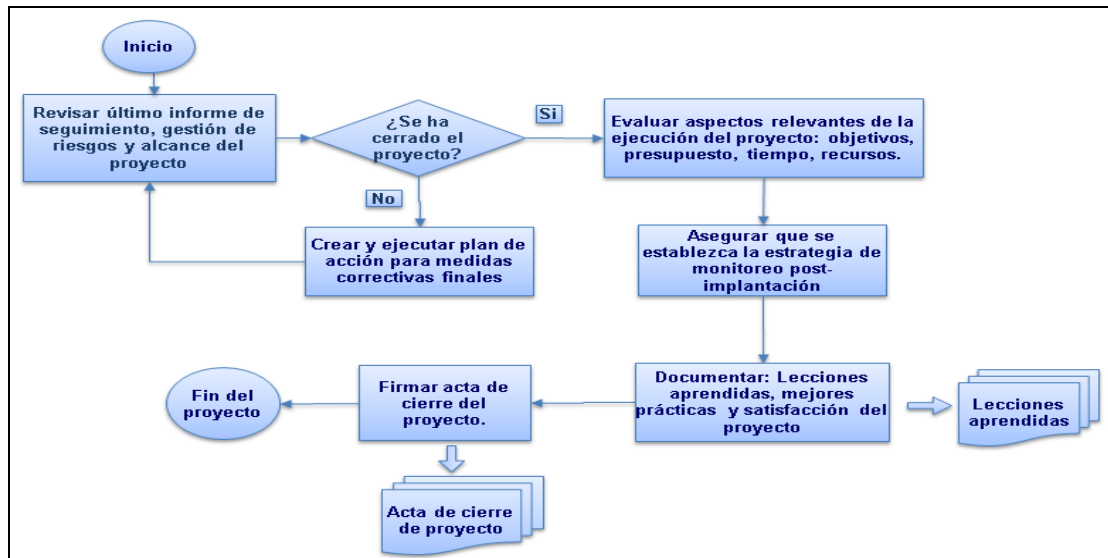 Inicio
Revisar último informe de
seguimiento, gestión de
riesgos y alcance del
proyecto
¿Se ha
cerrado el
proyecto?
Si
Evaluar aspectos relevantes de la
ejecución del proyecto: objetivos,
presupuesto, tiempo, recursos.
No
Crear y ejecutar plan de
acción para medidas
correctivas finales
Asegurar que se
establezca la estrategia de
monitoreo post-
implantación
Documentar: Lecciones
aprendidas, mejores
prácticas y satisfacción del
proyecto
Lecciones
aprendidas
Firmar acta de
cierre del
proyecto.
Fin del
proyecto
Acta de cierre
de proyecto